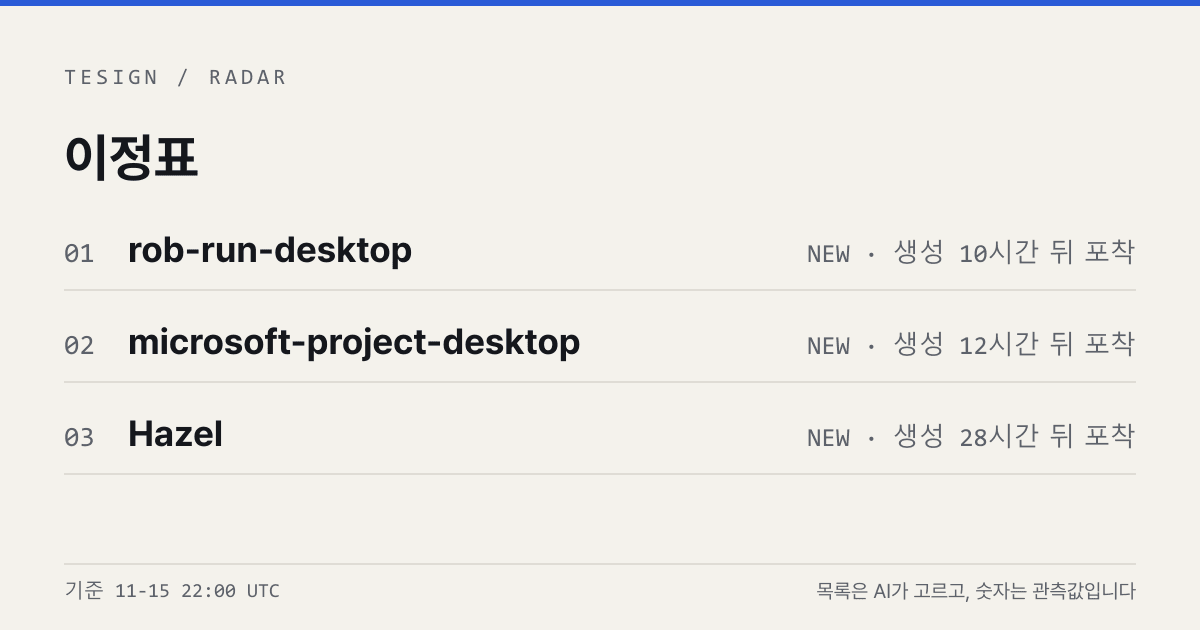 TESIGN / RADAR
이정표
01 rob-run-desktop NEW · 생성 10시간 뒤 포착
02 microsoft-project-desktop NEW · 생성 12시간 뒤 포착
03 Hazel NEW · 생성 28시간 뒤 포착
기준 11-15 22:00 UTC 목록은 AI가 고르고, 숫자는 관측값입니다